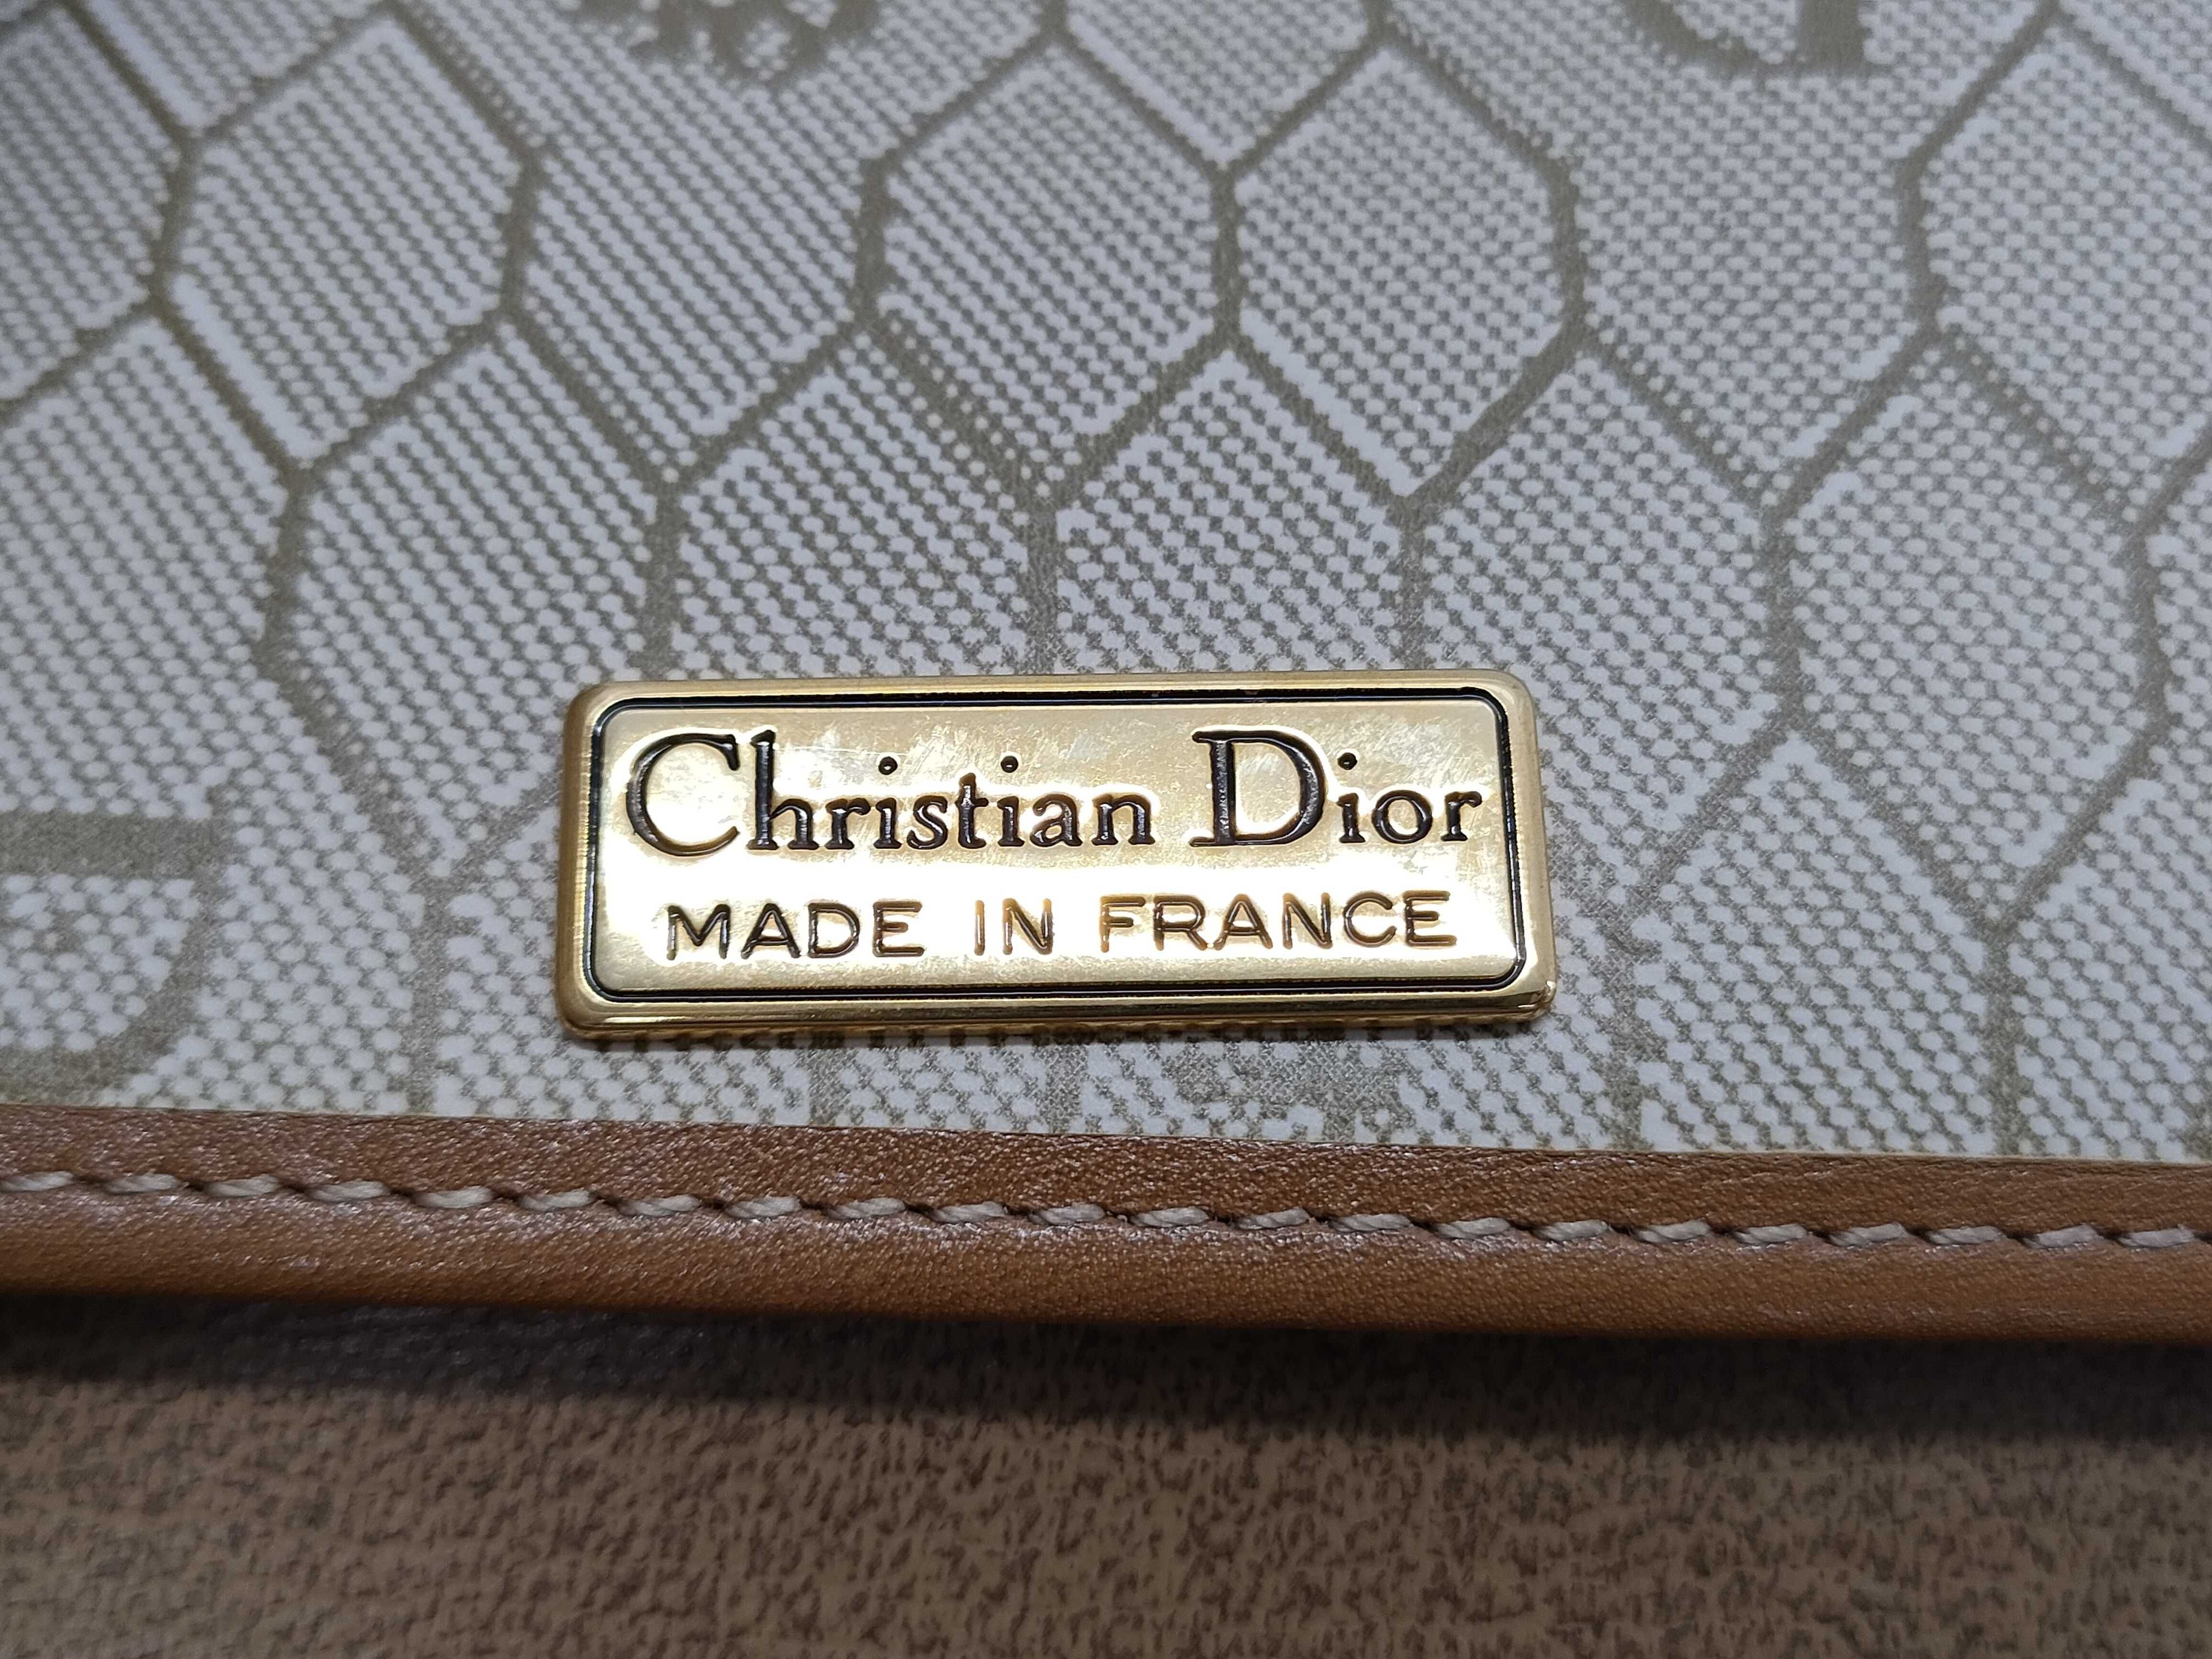 Christian Dior
MADE IN FRANCE